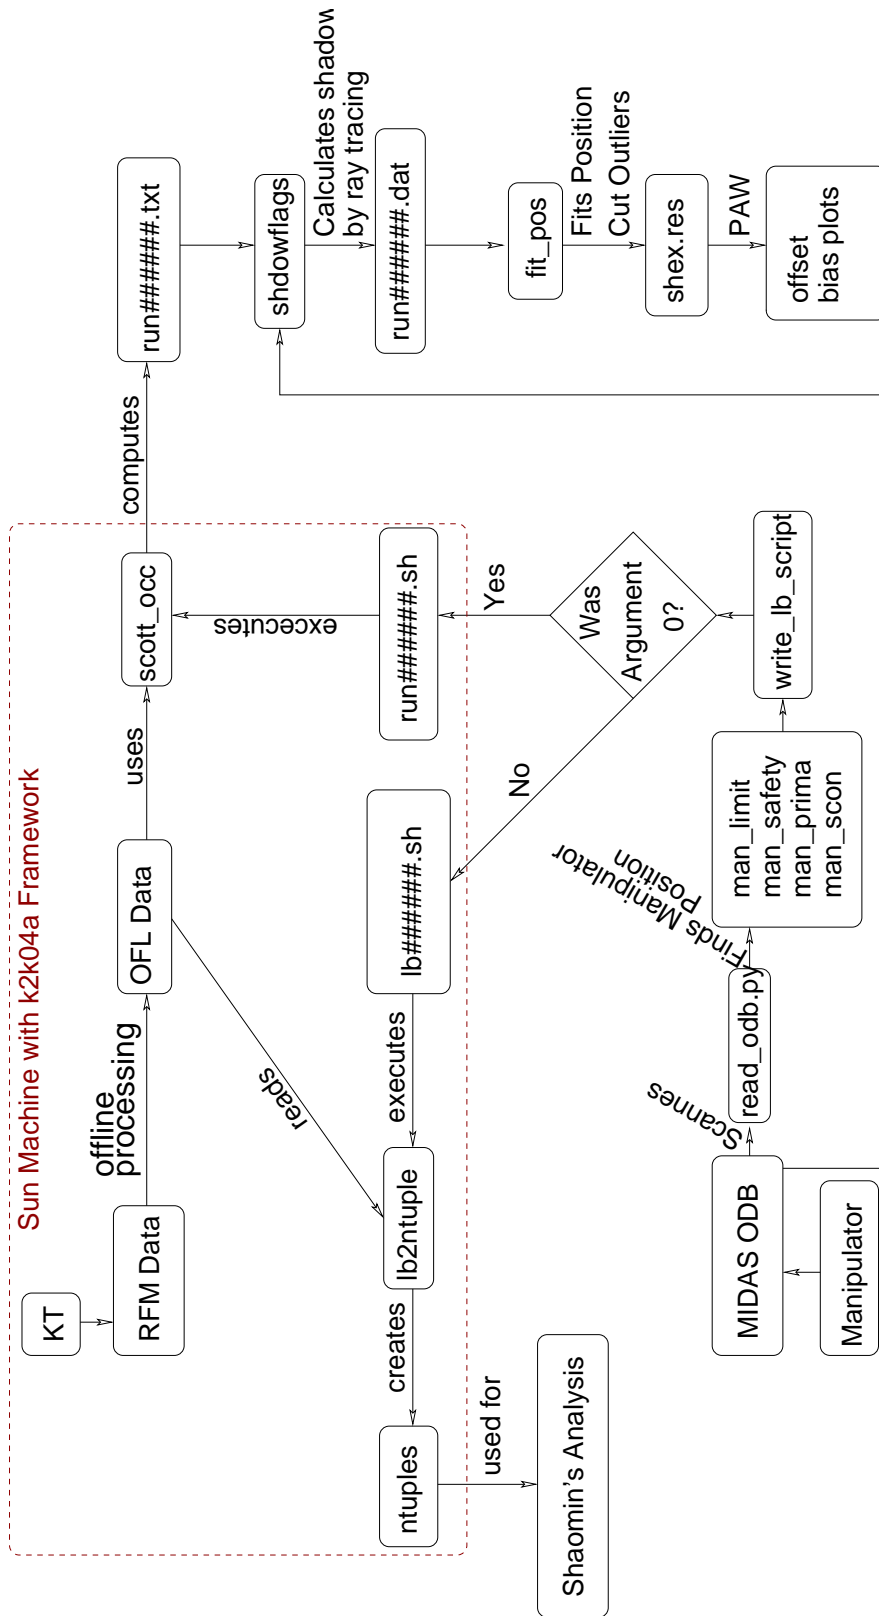 Sun Machine with k2k04a Framework
KT
RFM Data
offline
processing
OFL Data
uses
scott_occ
computes
run######.txt
shdowflags
Calculates shadow
by ray tracing
run#####.dat
fit_pos
Fits Position
Cut Outliers
shex.res
PAW
offset
bias plots
reads
excecutes
run######.sh
Yes
Was
Argument
0?
No
lb######.sh
executes
lb2ntuple
creates
ntuples
used for
Shaomin's Analysis
Manipulator
MIDAS ODB
Scannes
read_odb.py
Finds Manipulator
Position
man_limit
man_safety
man_prima
man_scon
write_lb_script